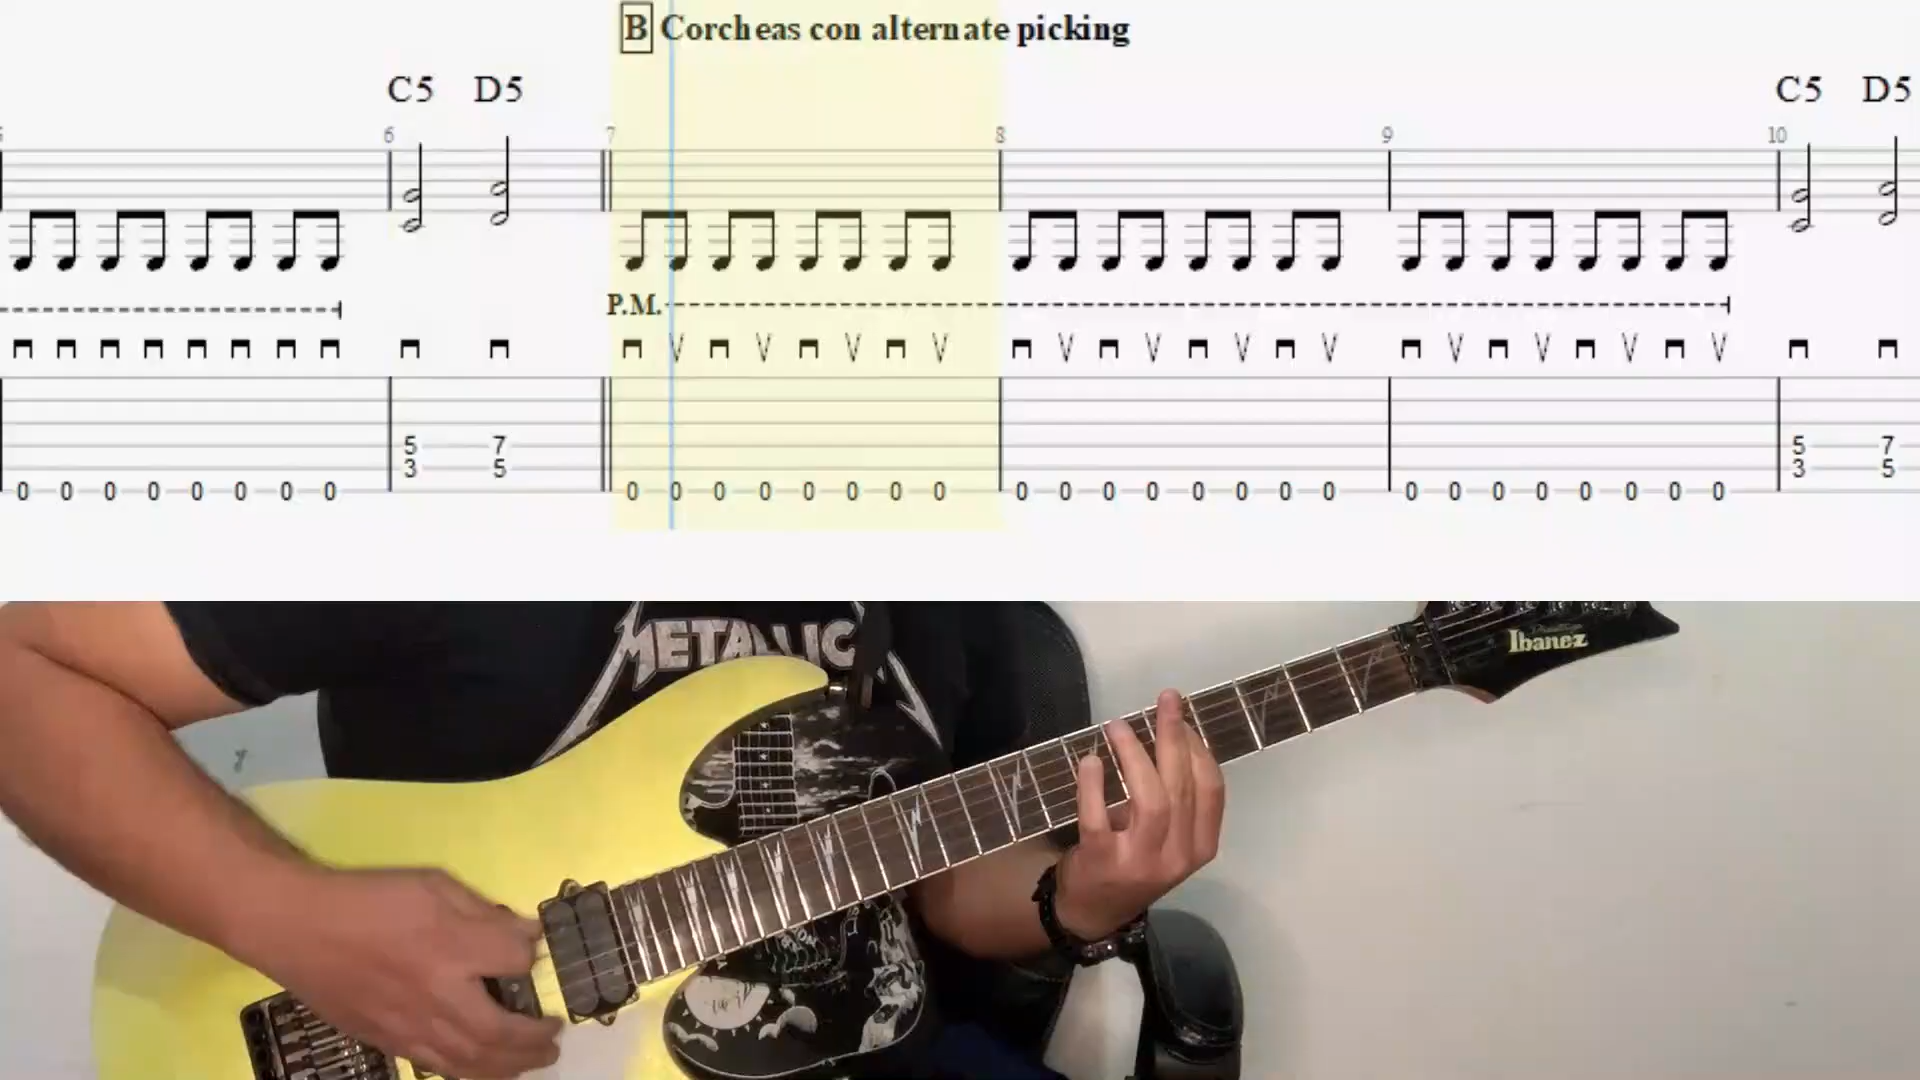 B Corcheas con alternate picking
C5 D5 C5 D5
6 7 8 9 10
P.M.
5 7 5 7
3 5 3 5
0 0 0 0 0 0 0 0 0 0 0 0 0 0 0 0 0 0 0 0 0 0 0 0 0 0 0 0 0 0 0 0
METALLICA
Prestige
Ibanez